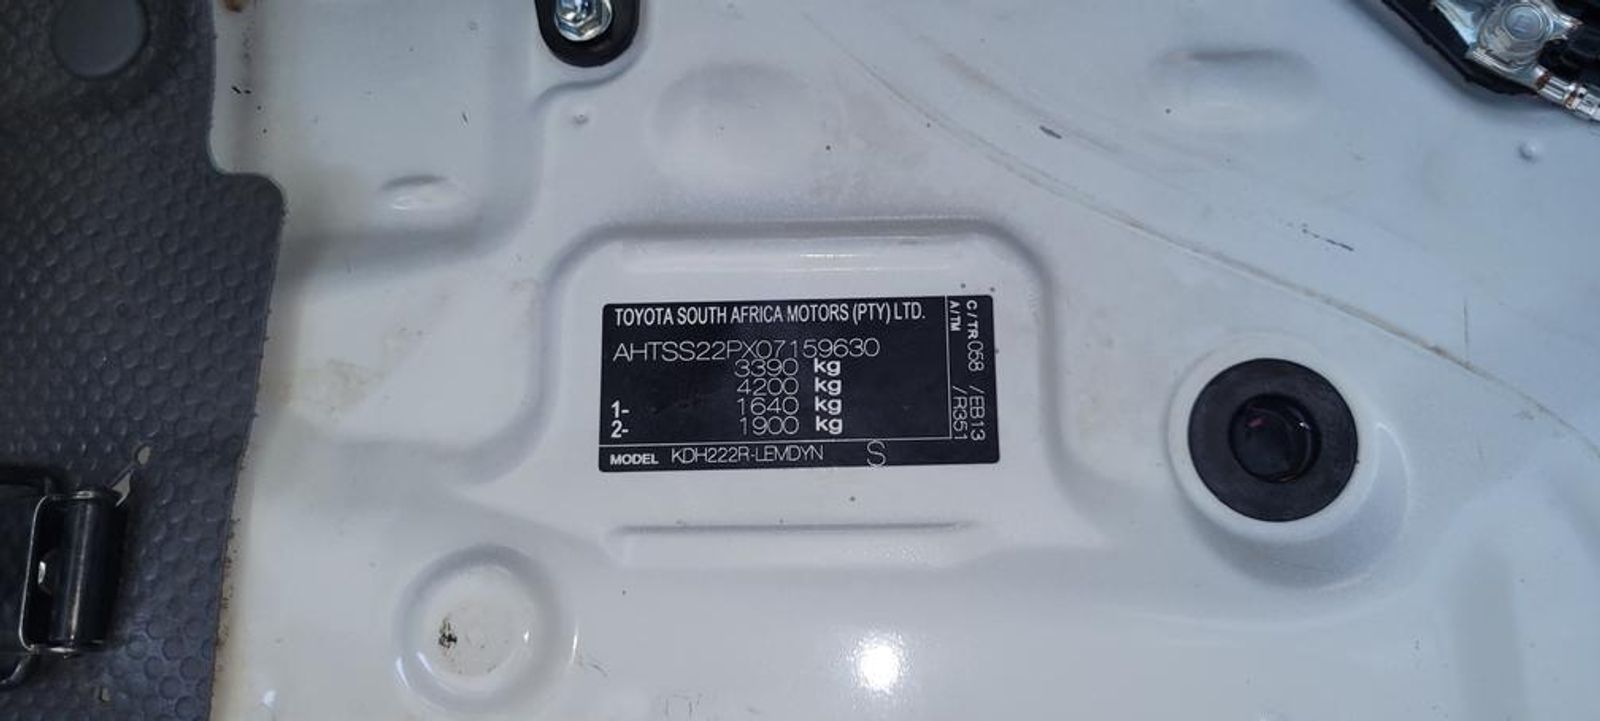 TOYOTA SOUTH AFRICA MOTORS (PTY) LTD.
AHTSS22PX07159630
3390 kg
4200 kg
1- 1640 kg
2- 1900 kg
MODEL KDH222R-LEMDYN S
C/TR 058 /EB13
A/TM /R351